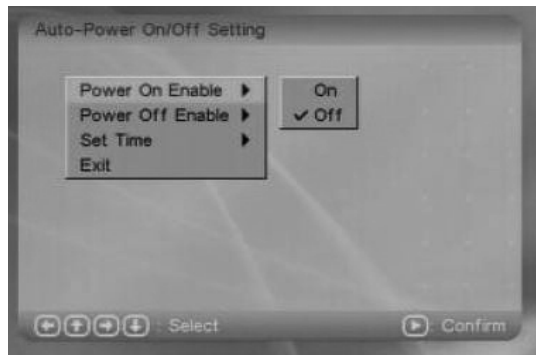 Auto-Power On/Off Setting
Power On Enable
On
Power Off Enable
✓ Off
Set Time
Exit
: Select
: Confirm